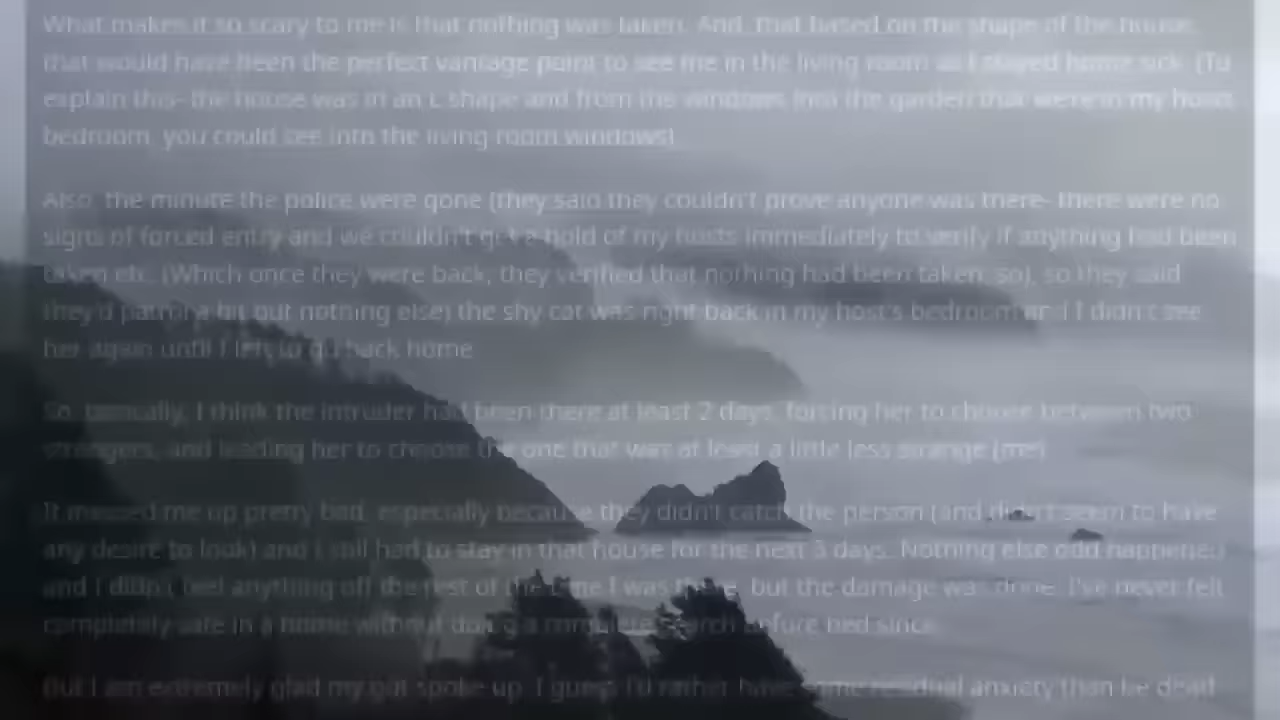 What makes it so scary to me is that nothing was taken. And, that based on the shape of the house,
that would have been the perfect vantage point to see me in the living room as I stayed home sick. (To
explain this- the house was in an L shape and from the windows into the garden that were in my hosts
bedroom, you could see into the living room windows)
Also, the minute the police were gone (they said they couldn't prove anyone was there- there were no
signs of forced entry and we couldn't get a hold of my hosts immediately to verify if anything had been
taken etc. (Which once they were back, they verified that nothing had been taken, so), so they said
they'd patrol a bit but nothing else) the shy cat was right back in my host's bedroom and I didn't see
her again until I left to go back home
So, basically, I think the intruder had been there at least 2 days, forcing her to choose between two
strangers, and leading her to choose the one that was at least a little less strange (me)
It messed me up pretty bad, especially because they didn't catch the person (and didn't seem to have
any desire to look) and I still had to stay in that house for the next 3 days. Nothing else odd happened
and I didn't feel anything off the rest of the time I was there, but the damage was done. I've never felt
completely safe in a home without doing a complete search before bed since.
But I am extremely glad my gut spoke up. I guess I'd rather have some residual anxiety than be dead